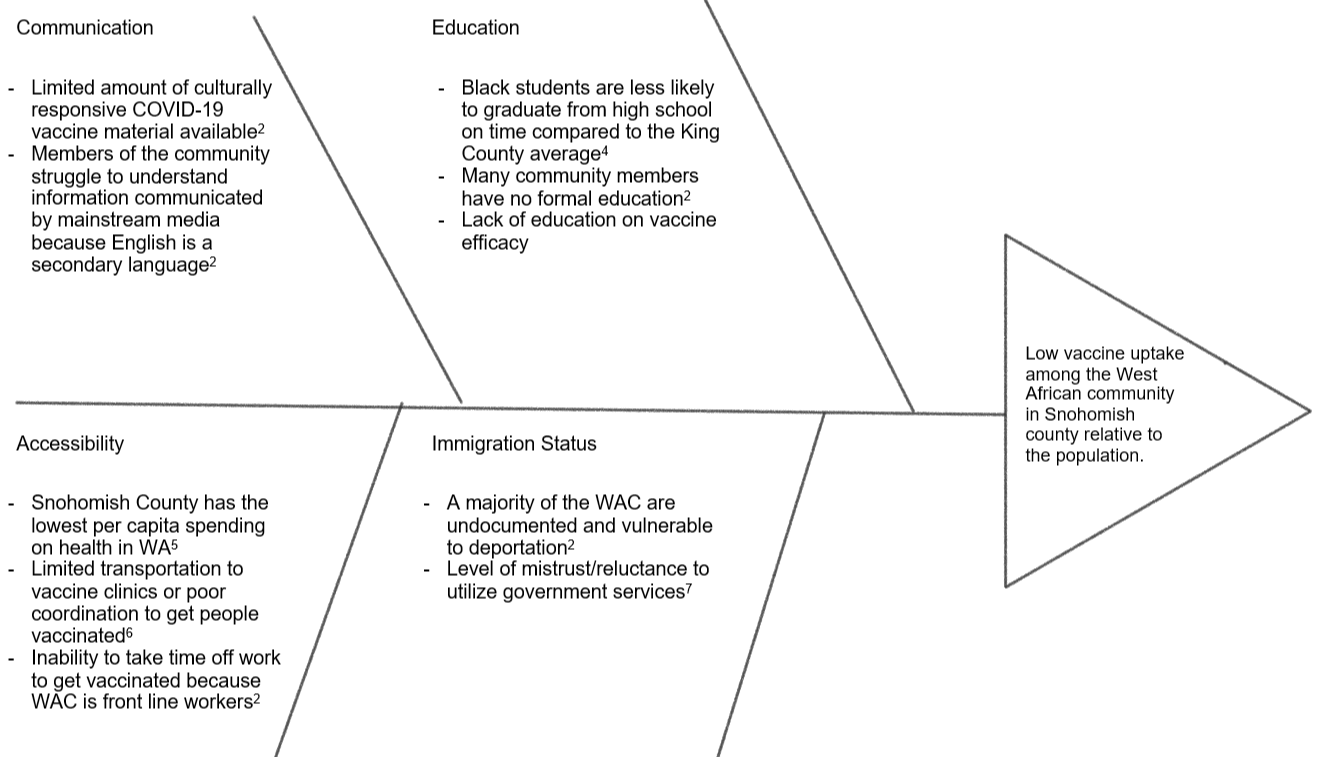 Communication
- Limited amount of culturally
responsive COVID-19
vaccine material available²
- Members of the community
struggle to understand
information communicated
by mainstream media
because English is a
secondary language²
Education
- Black students are less likely
to graduate from high school
on time compared to the King
County average⁴
- Many community members
have no formal education²
- Lack of education on vaccine
efficacy
Accessibility
- Snohomish County has the
lowest per capita spending
on health in WA⁵
- Limited transportation to
vaccine clinics or poor
coordination to get people
vaccinated⁶
- Inability to take time off work
to get vaccinated because
WAC is front line workers²
Immigration Status
- A majority of the WAC are
undocumented and vulnerable
to deportation²
- Level of mistrust/reluctance to
utilize government services⁷
Low vaccine uptake
among the West
African community
in Snohomish
county relative to
the population.